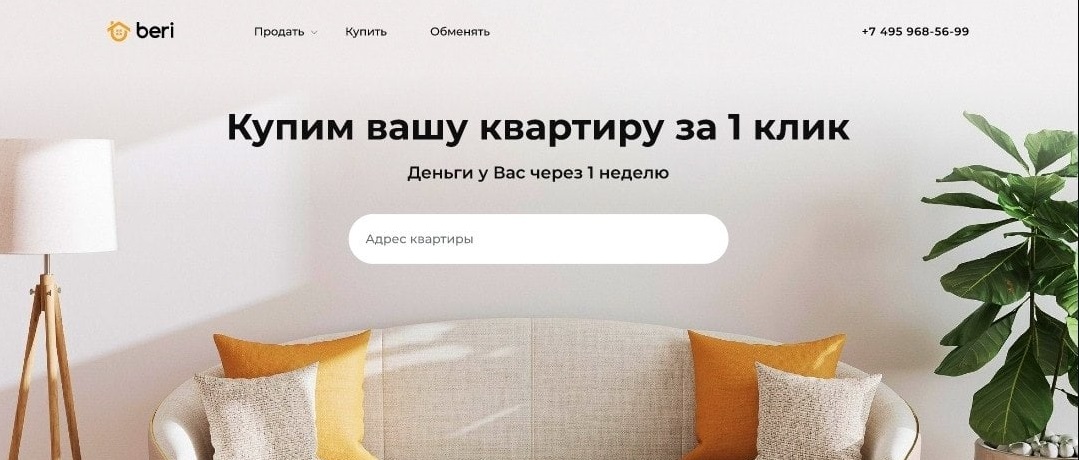 beri
Продать
Купить
Обменять
+7 495 968-56-99
Купим вашу квартиру за 1 клик
Деньги у Вас через 1 неделю
Адрес квартиры